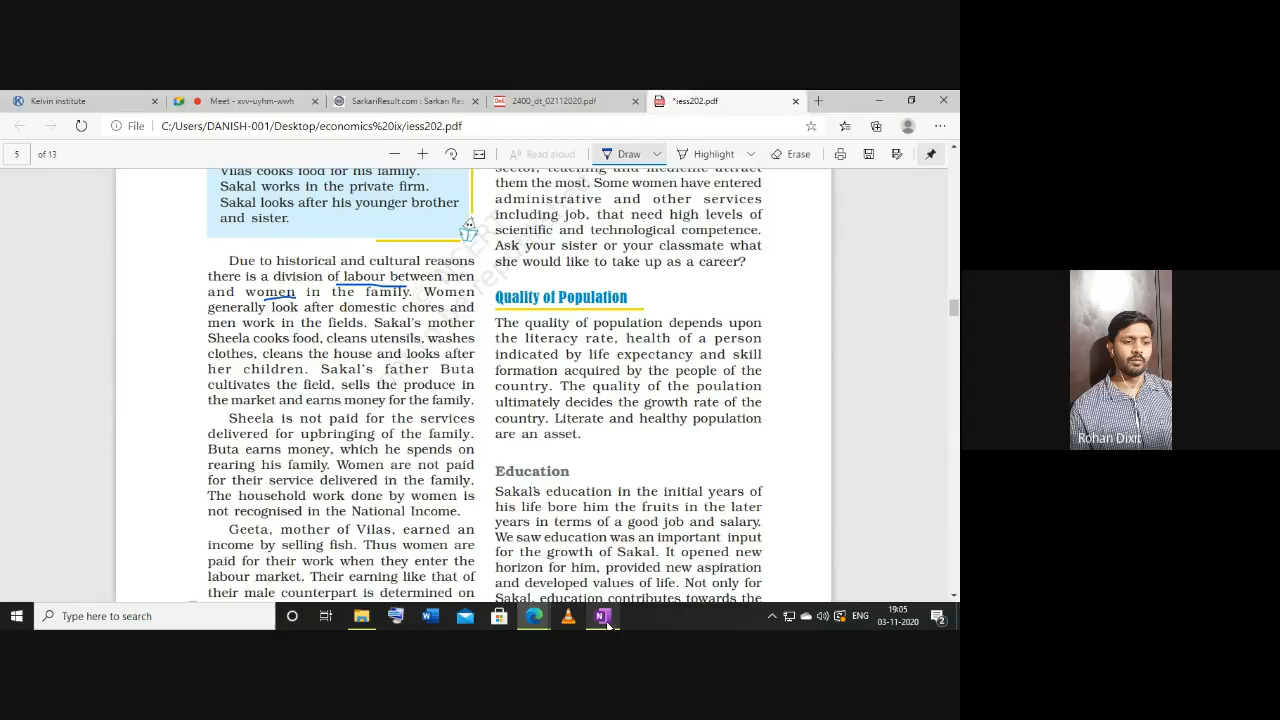 Kelvin institute
Meet - xvv-uyhm-wwh
SarkariResult.com : Sarkari Res
2400_dt_02112020.pdf
*iess202.pdf
File
C:/Users/DANISH-001/Desktop/economics%20ix/iess202.pdf
5 of 13
Read aloud
Draw
Highlight
Erase
Vilas cooks food for his family.
Sakal works in the private firm.
Sakal looks after his younger brother
and sister.
Due to historical and cultural reasons
there is a division of labour between men
and women in the family. Women
generally look after domestic chores and
men work in the fields. Sakal's mother
Sheela cooks food, cleans utensils, washes
clothes, cleans the house and looks after
her children. Sakal's father Buta
cultivates the field, sells the produce in
the market and earns money for the family.
Sheela is not paid for the services
delivered for upbringing of the family.
Buta earns money, which he spends on
rearing his family. Women are not paid
for their service delivered in the family.
The household work done by women is
not recognised in the National Income.
Geeta, mother of Vilas, earned an
income by selling fish. Thus women are
paid for their work when they enter the
labour market. Their earning like that of
their male counterpart is determined on
sector, teaching and medicine attract
them the most. Some women have entered
administrative and other services
including job, that need high levels of
scientific and technological competence.
Ask your sister or your classmate what
she would like to take up as a career?
Quality of Population
The quality of population depends upon
the literacy rate, health of a person
indicated by life expectancy and skill
formation acquired by the people of the
country. The quality of the poulation
ultimately decides the growth rate of the
country. Literate and healthy population
are an asset.
Education
Sakal's education in the initial years of
his life bore him the fruits in the later
years in terms of a good job and salary.
We saw education was an important input
for the growth of Sakal. It opened new
horizon for him, provided new aspiration
and developed values of life. Not only for
Sakal, education contributes towards the
Type here to search
ENG
19:05
03-11-2020
2
Rohan Dixit